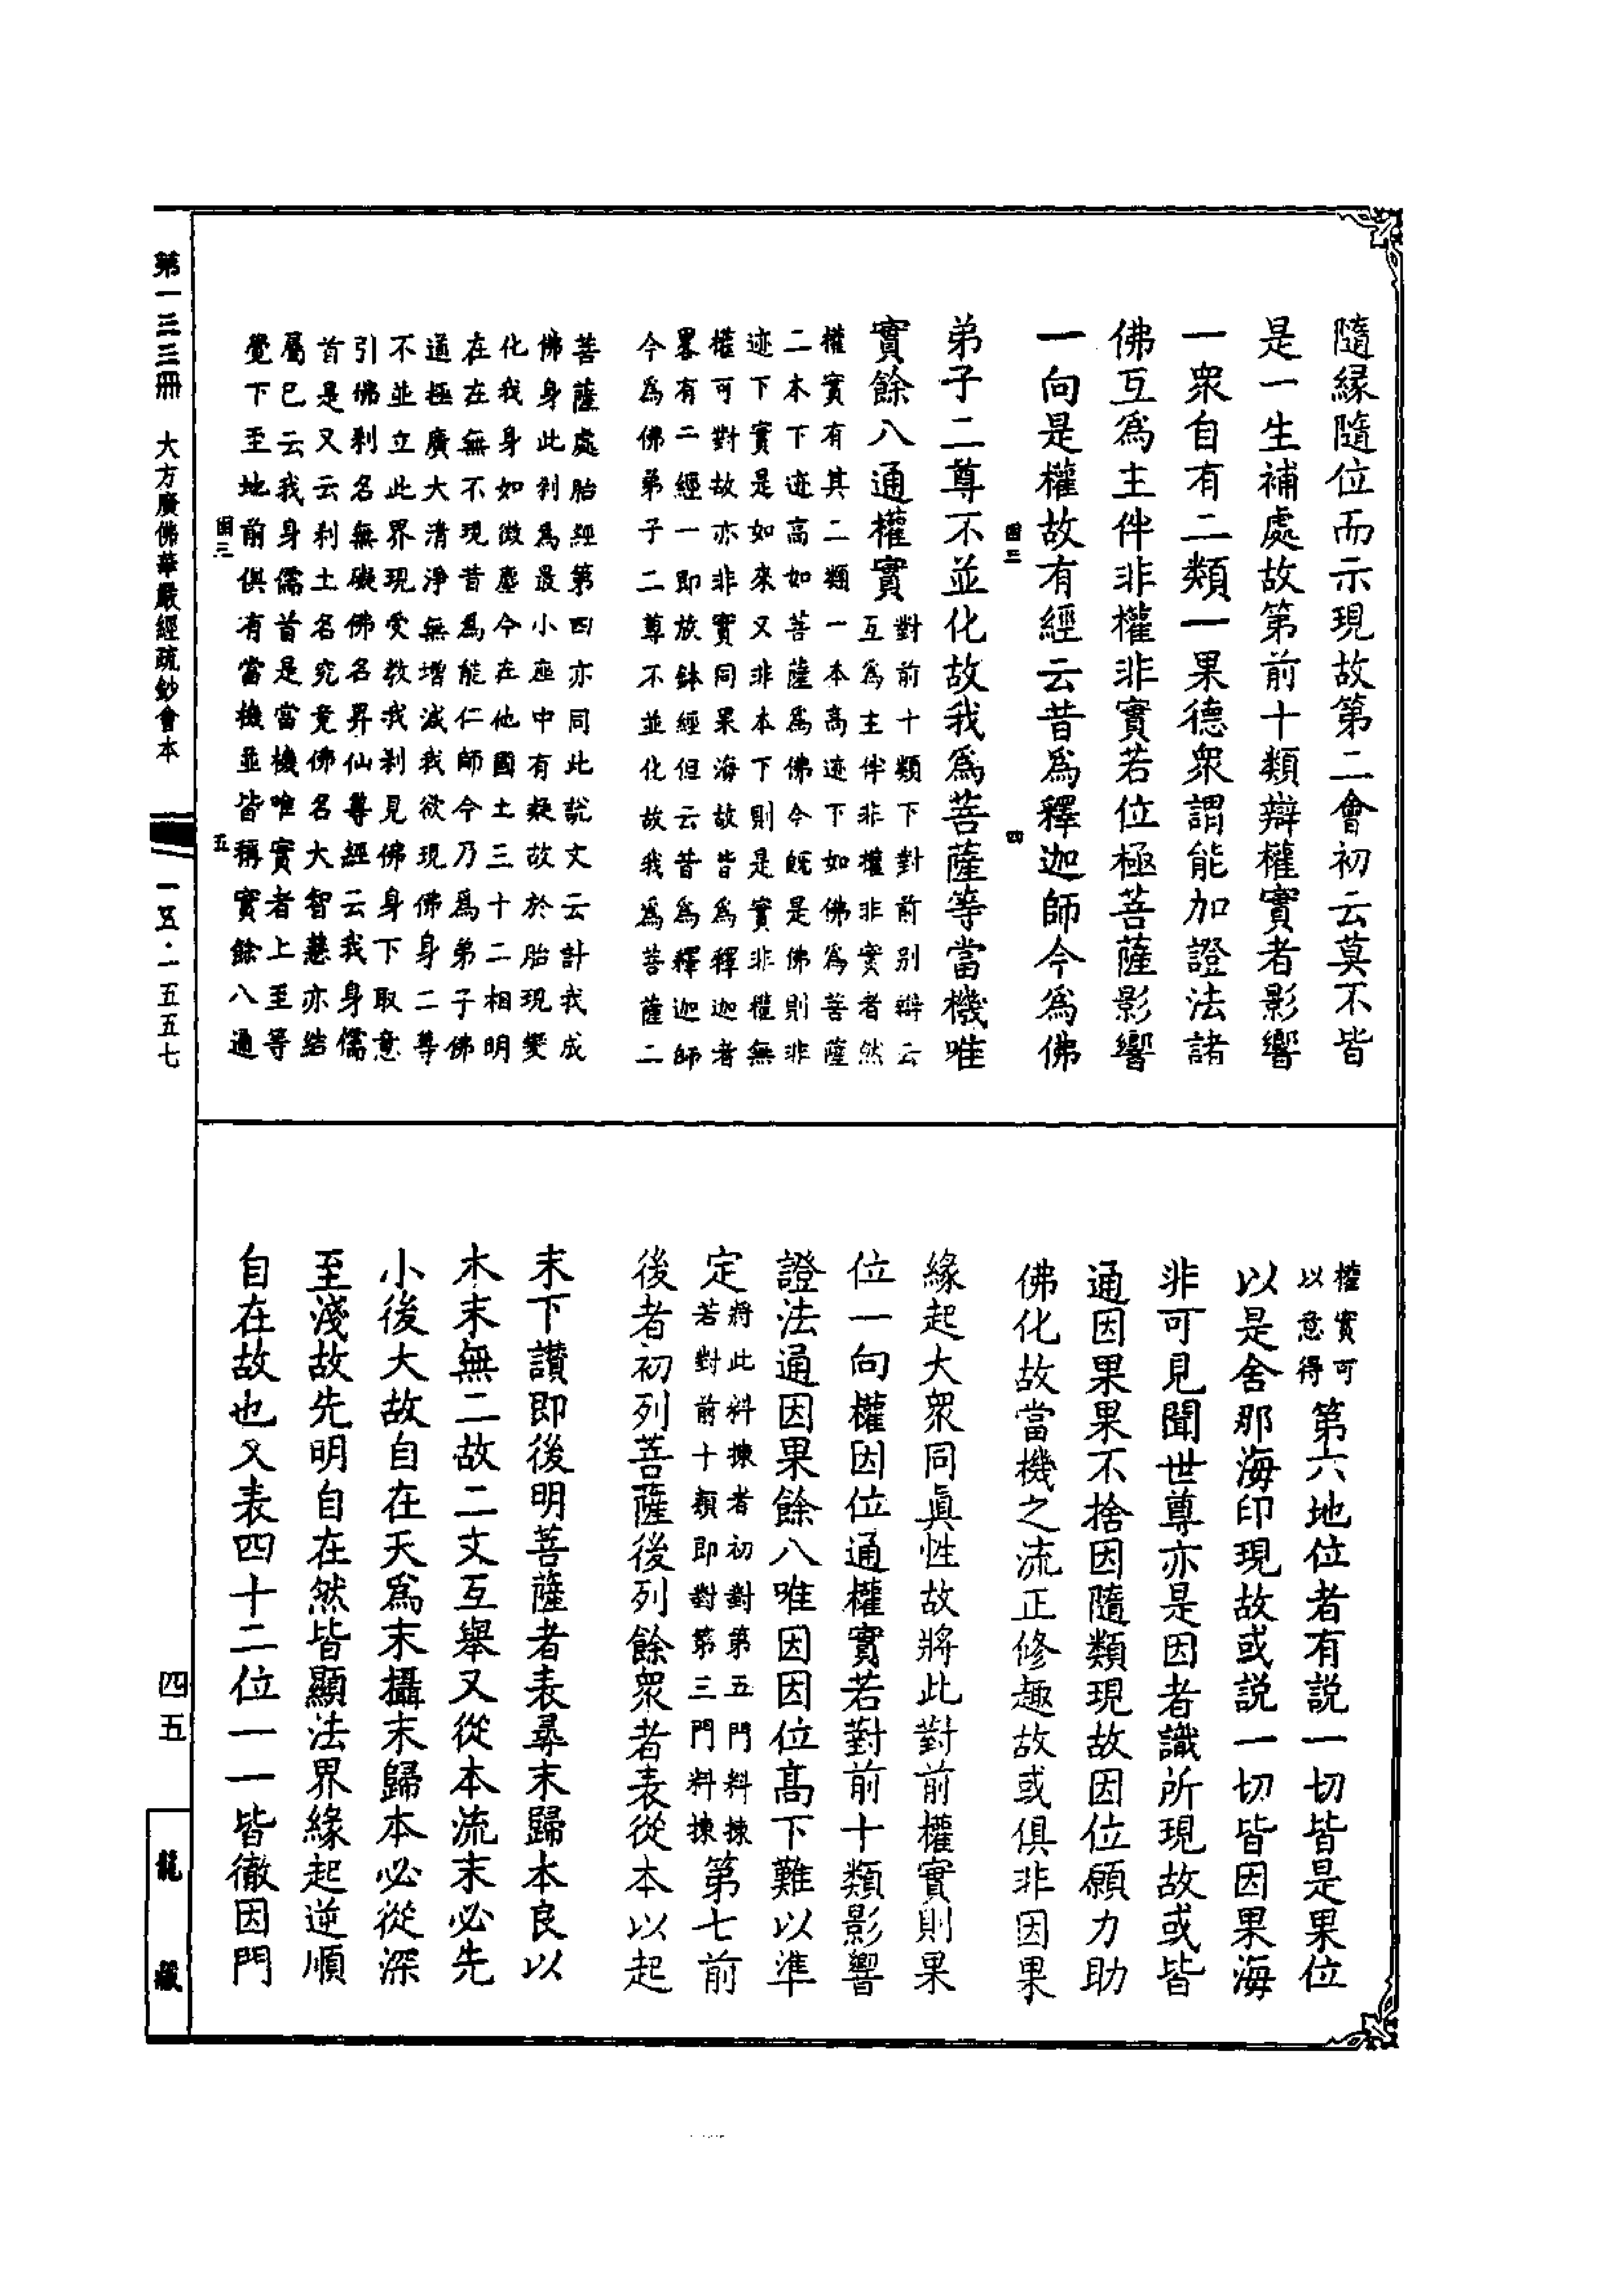 隨緣隨位而示現故第二會初云莫不皆
是一生補處故第前十類辯權實者影響
一衆自有二類一果德衆謂能加證法諸
佛互爲主伴非權非實若位極菩薩影響
一向是權故有經云昔爲釋迦師今爲佛
弟子二尊不並化故我爲菩薩等當機唯
實餘八通權實
對前十類下對前別辯云
互爲主伴非權非實者然
權實有其二類一本高迹下如佛爲菩薩
二本下迹高如菩薩爲佛今既是佛則非
迹下實是如來又非本下則是實非權無
權可對故亦非實同果海故皆爲釋迦者
畧有二經一即放鉢經但云昔爲釋迦師
今爲佛弟子二尊不並化故我爲菩薩二
菩薩處胎經第四亦同此説文云計我成
佛身此刹爲最小座中有疑故於胎現變
化我身如微塵今在他國土三十二相明
在在無不現昔爲能仁師今乃爲弟子佛
道極廣大清淨無增減我欲現佛身二尊
不並立此界現受教我刹見佛身下取意
引佛刹名無礙佛名昇仙尊經云我身儒
首是又云刹土名究竟佛名大智慧亦結
屬已云我身儒首是當機唯實者上至等
覺下至地前俱有當機並皆稱實餘八通
權實可
以意得
第六地位者有説一切皆是果位
以是舍那海印現故或説一切皆因果海
非可見聞世尊亦是因者識所現故或皆
通因果果不捨因隨類現故因位願力助
佛化故當機之流正修趣故或俱非因果
緣起大衆同眞性故將此對前權實則果
位一向權因位通權實若對前十類影響
證法通因果餘八唯因因位高下難以準
定
將此料揀者初對第五門料揀
若對前十類即對第三門料揀
第七前
後者初列菩薩後列餘衆者表從本以起
末下讚即後明菩薩者表尋末歸本良以
木末無二故二文互舉又從本流末必先
小後大故自在天爲末攝末歸本必從深
至淺故先明自在然皆顯法界緣起逆順
自在故也又表四十二位一一皆徹因門
第一三三冊 大方廣佛華嚴經疏鈔會本 一五·一五五七
四五
龍藏
四
五